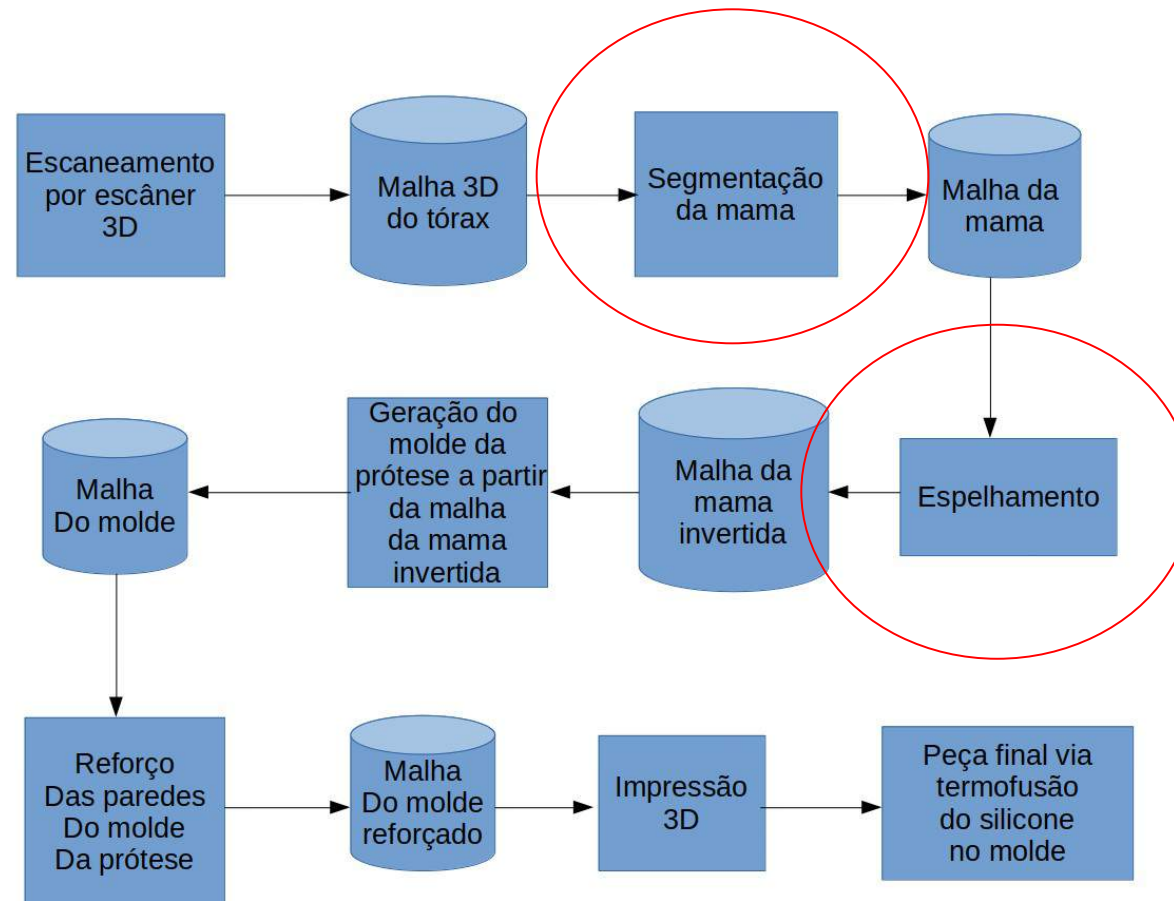 Escaneamento
por escâner
3D
Malha 3D
do tórax
Segmentação
da mama
Malha da
mama
Espelhamento
Malha da
mama
invertida
Geração do
molde da
prótese a partir
da malha
da mama
invertida
Malha
Do molde
Reforço
Das paredes
Do molde
Da prótese
Malha
Do molde
reforçado
Impressão
3D
Peça final via
termofusão
do silicone
no molde